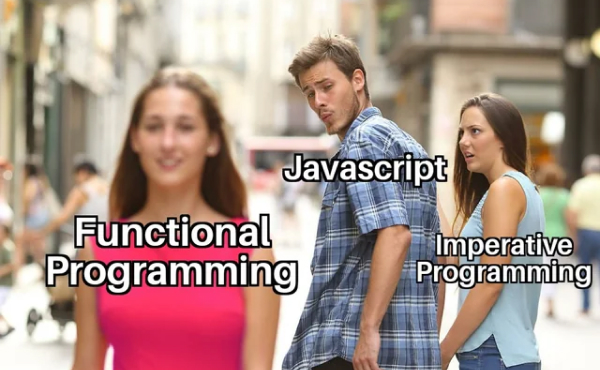 Javascript
Functional
Programming
Imperative
Programming